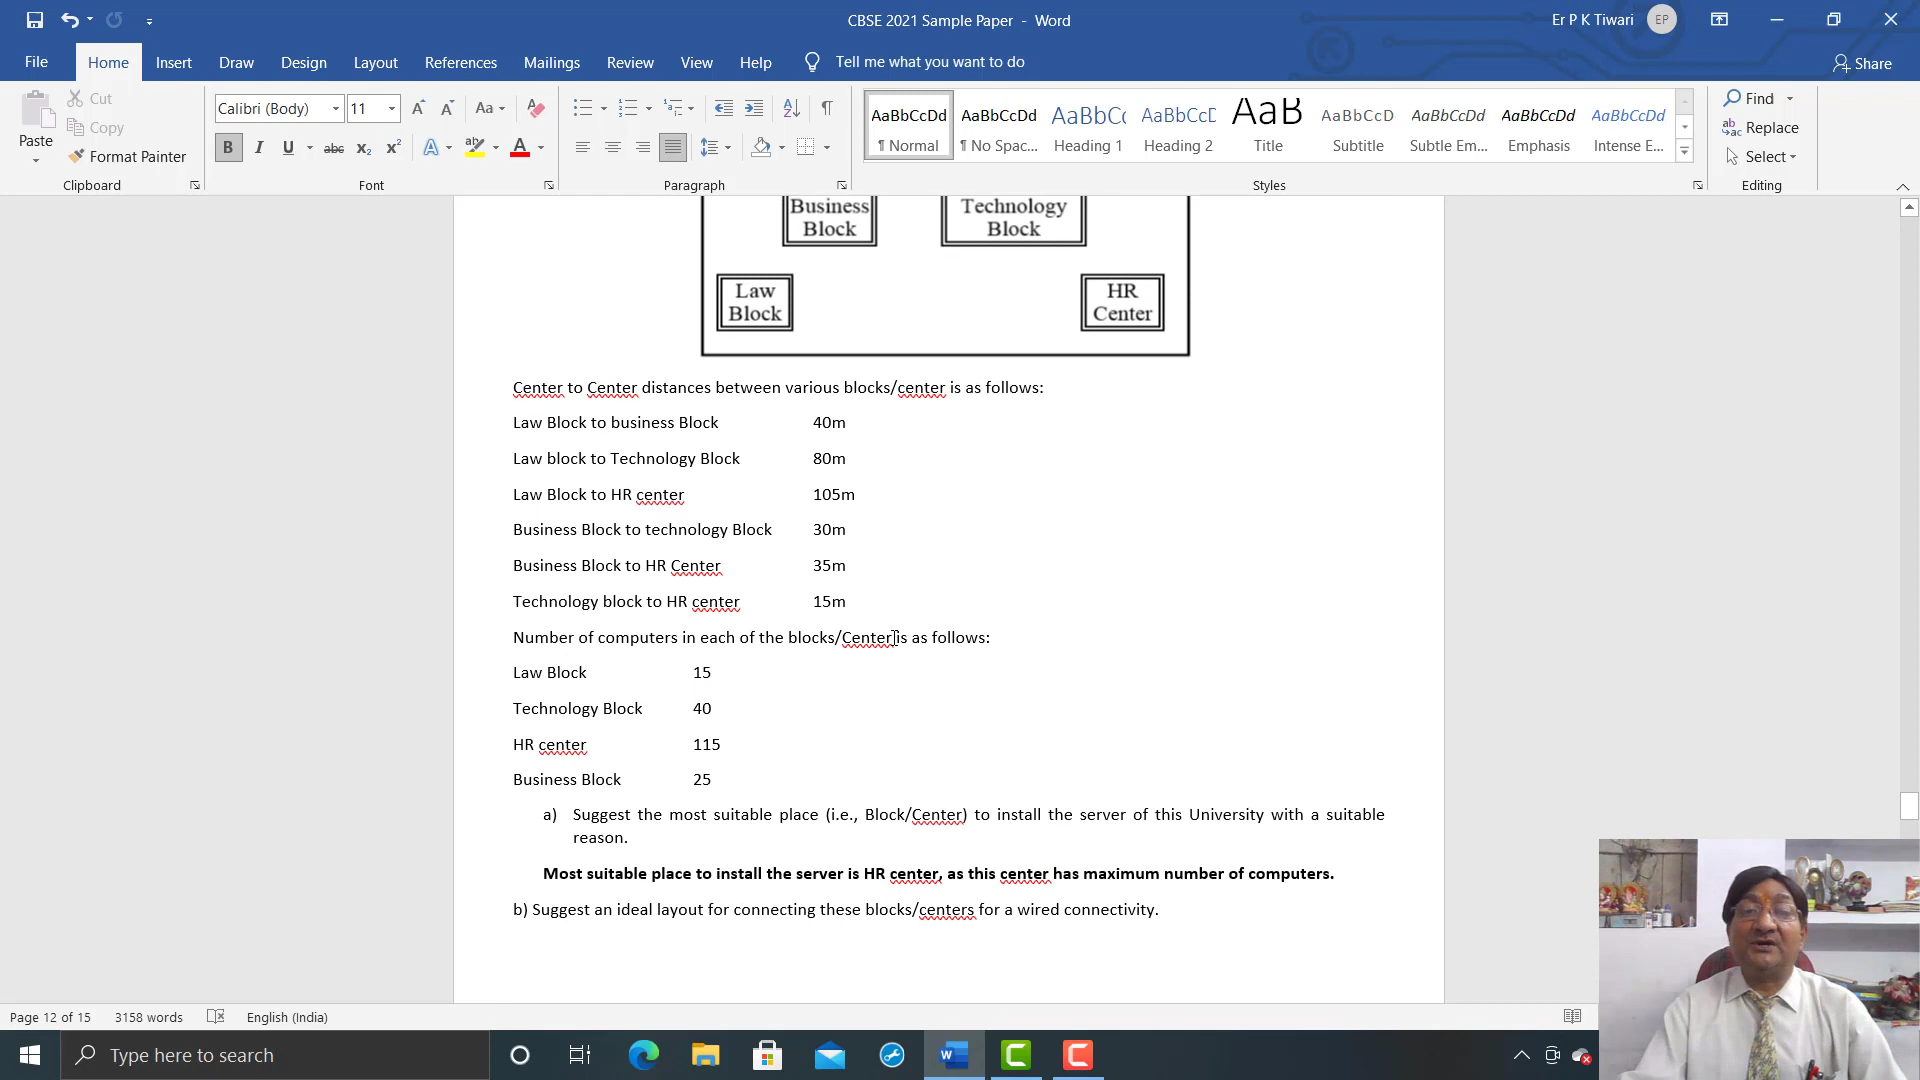 CBSE 2021 Sample Paper - Word
Er P K Tiwari
EP
File Home Insert Draw Design Layout References Mailings Review View Help Tell me what you want to do
Share
Paste
Cut
Copy
Format Painter
Clipboard
Calibri (Body) 11
Font
Paragraph
AaBbCcDd
¶ Normal
AaBbCcDd
¶ No Spac...
AaBbC
Heading 1
AaBbCcD
Heading 2
AaB
Title
AaBbCcD
Subtitle
AaBbCcDd
Subtle Em...
AaBbCcDd
Emphasis
AaBbCcDd
Intense E...
Styles
Find
Replace
Select
Editing
Business
Block
Technology
Block
Law
Block
HR
Center
Center to Center distances between various blocks/center is as follows:
Law Block to business Block 40m
Law block to Technology Block 80m
Law Block to HR center 105m
Business Block to technology Block 30m
Business Block to HR Center 35m
Technology block to HR center 15m
Number of computers in each of the blocks/Center is as follows:
Law Block 15
Technology Block 40
HR center 115
Business Block 25
a) Suggest the most suitable place (i.e., Block/Center) to install the server of this University with a suitable
reason.
Most suitable place to install the server is HR center, as this center has maximum number of computers.
b) Suggest an ideal layout for connecting these blocks/centers for a wired connectivity.
Page 12 of 15 3158 words English (India)
Type here to search